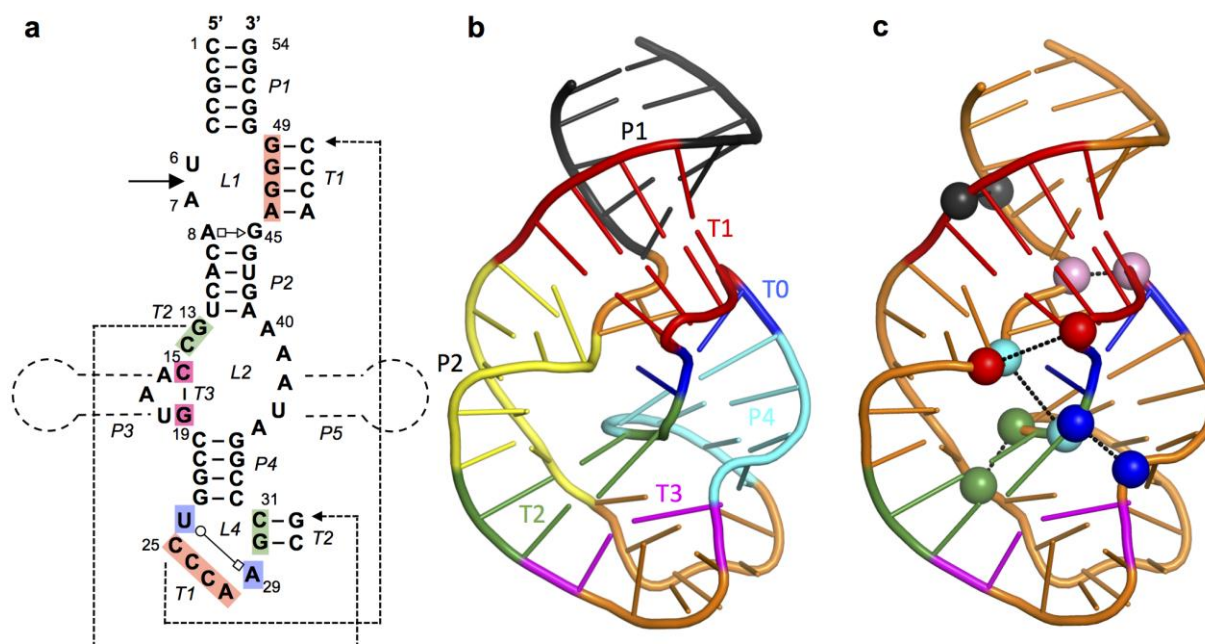 a b c
5' 3'
1 C G 54
C G
G C P1
C G
C G
49
G C
6 U L1 G C T1
7 A G C
A A
8 A G 45
C G
A U P2
C G
U A
T2 13 G A 40
C A
15 A C L2 A
A T3 A
U G U
P3 19 P5
C G A
C G P4
G C
G C 31
U L4 C G
25 C G C T2
C A 29
C
A
T1
P1
T1
T0
P2
P4
T3
T2